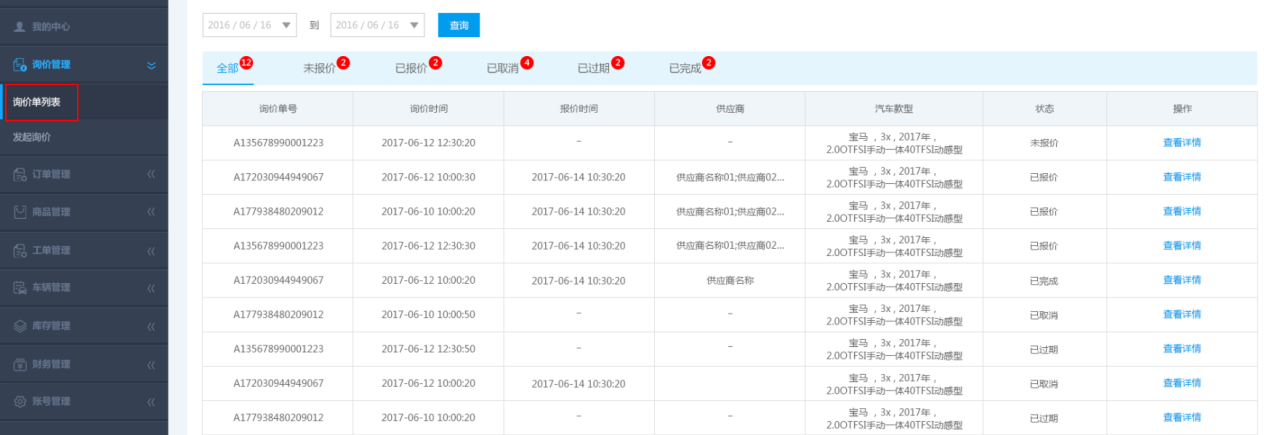 我的中心
询价管理
询价单列表
发起询价
订单管理
商品管理
工单管理
车辆管理
库存管理
财务管理
账号管理
2016 / 06 / 16 到 2016 / 06 / 16 查询
全部 12 未报价 2 已报价 2 已取消 4 已过期 2 已完成 2
询价单号 询价时间 报价时间 供应商 汽车款型 状态 操作
A135678990001223 2017-06-12 12:30:20 – – 宝马 , 3x , 2017年 , 未报价 查看详情
2.0OTFSI手动一体40TFSI动感型
A172030944949067 2017-06-12 10:00:30 2017-06-14 10:30:20 供应商名称01;供应商02... 宝马 , 3x , 2017年 , 已报价 查看详情
2.0OTFSI手动一体40TFSI动感型
A177938480209012 2017-06-10 10:00:20 2017-06-14 10:30:20 供应商名称01;供应商02... 宝马 , 3x , 2017年 , 已报价 查看详情
2.0OTFSI手动一体40TFSI动感型
A135678990001223 2017-06-12 12:30:30 2017-06-14 10:30:20 供应商名称01;供应商02... 宝马 , 3x , 2017年 , 已报价 查看详情
2.0OTFSI手动一体40TFSI动感型
A172030944949067 2017-06-12 10:00:20 2017-06-14 10:30:20 供应商名称 宝马 , 3x , 2017年 , 已完成 查看详情
2.0OTFSI手动一体40TFSI动感型
A177938480209012 2017-06-10 10:00:50 – – 宝马 , 3x , 2017年 , 已取消 查看详情
2.0OTFSI手动一体40TFSI动感型
A135678990001223 2017-06-12 12:30:50 – – 宝马 , 3x , 2017年 , 已过期 查看详情
2.0OTFSI手动一体40TFSI动感型
A172030944949067 2017-06-12 10:00:20 2017-06-14 10:30:20 宝马 , 3x , 2017年 , 已取消 查看详情
2.0OTFSI手动一体40TFSI动感型
A177938480209012 2017-06-10 10:00:20 – – 宝马 , 3x , 2017年 , 已过期 查看详情
2.0OTFSI手动一体40TFSI动感型